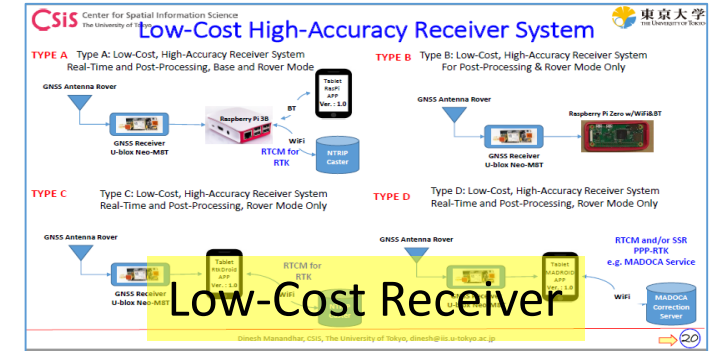 CSiS Center for Spatial Information Science
The University of Tokyo
東京大学
THE UNIVERSITY OF TOKYO
Low-Cost High-Accuracy Receiver System
TYPE A
Type A: Low-Cost, High-Accuracy Receiver System
Real-Time and Post-Processing, Base and Rover Mode
GNSS Antenna Rover
GNSS Receiver
U-blox Neo-M8T
Raspberry Pi 3B
BT
Tablet
RasPi
APP
Ver. : 1.0
WiFi
RTCM for
RTK
NTRIP
Caster
TYPE B
Type B: Low-Cost, High-Accuracy Receiver System
For Post-Processing & Rover Mode Only
GNSS Antenna Rover
GNSS Receiver
U-blox Neo-M8T
Raspberry Pi Zero w/WiFi&BT
TYPE C
Type C: Low-Cost, High-Accuracy Receiver System
Real-Time and Post-Processing, Rover Mode Only
GNSS Antenna Rover
GNSS Receiver
U-blox Neo-M8T
Tablet
RtkDroid
APP
Ver. : 1.0
RTCM for
RTK
WiFi
TYPE D
Type D: Low-Cost, High-Accuracy Receiver System
Real-Time and Post-Processing, Rover Mode Only
GNSS Antenna Rover
GNSS Receiver
U-blox Neo-M8T
Tablet
MADROID
APP
Ver. : 1.0
RTCM and/or SSR
PPP-RTK
e.g. MADOCA Service
WiFi
MADOCA
Correction
Server
Low-Cost Receiver
Dinesh Manandhar, CSIS, The University of Tokyo, dinesh@iis.u-tokyo.ac.jp
20